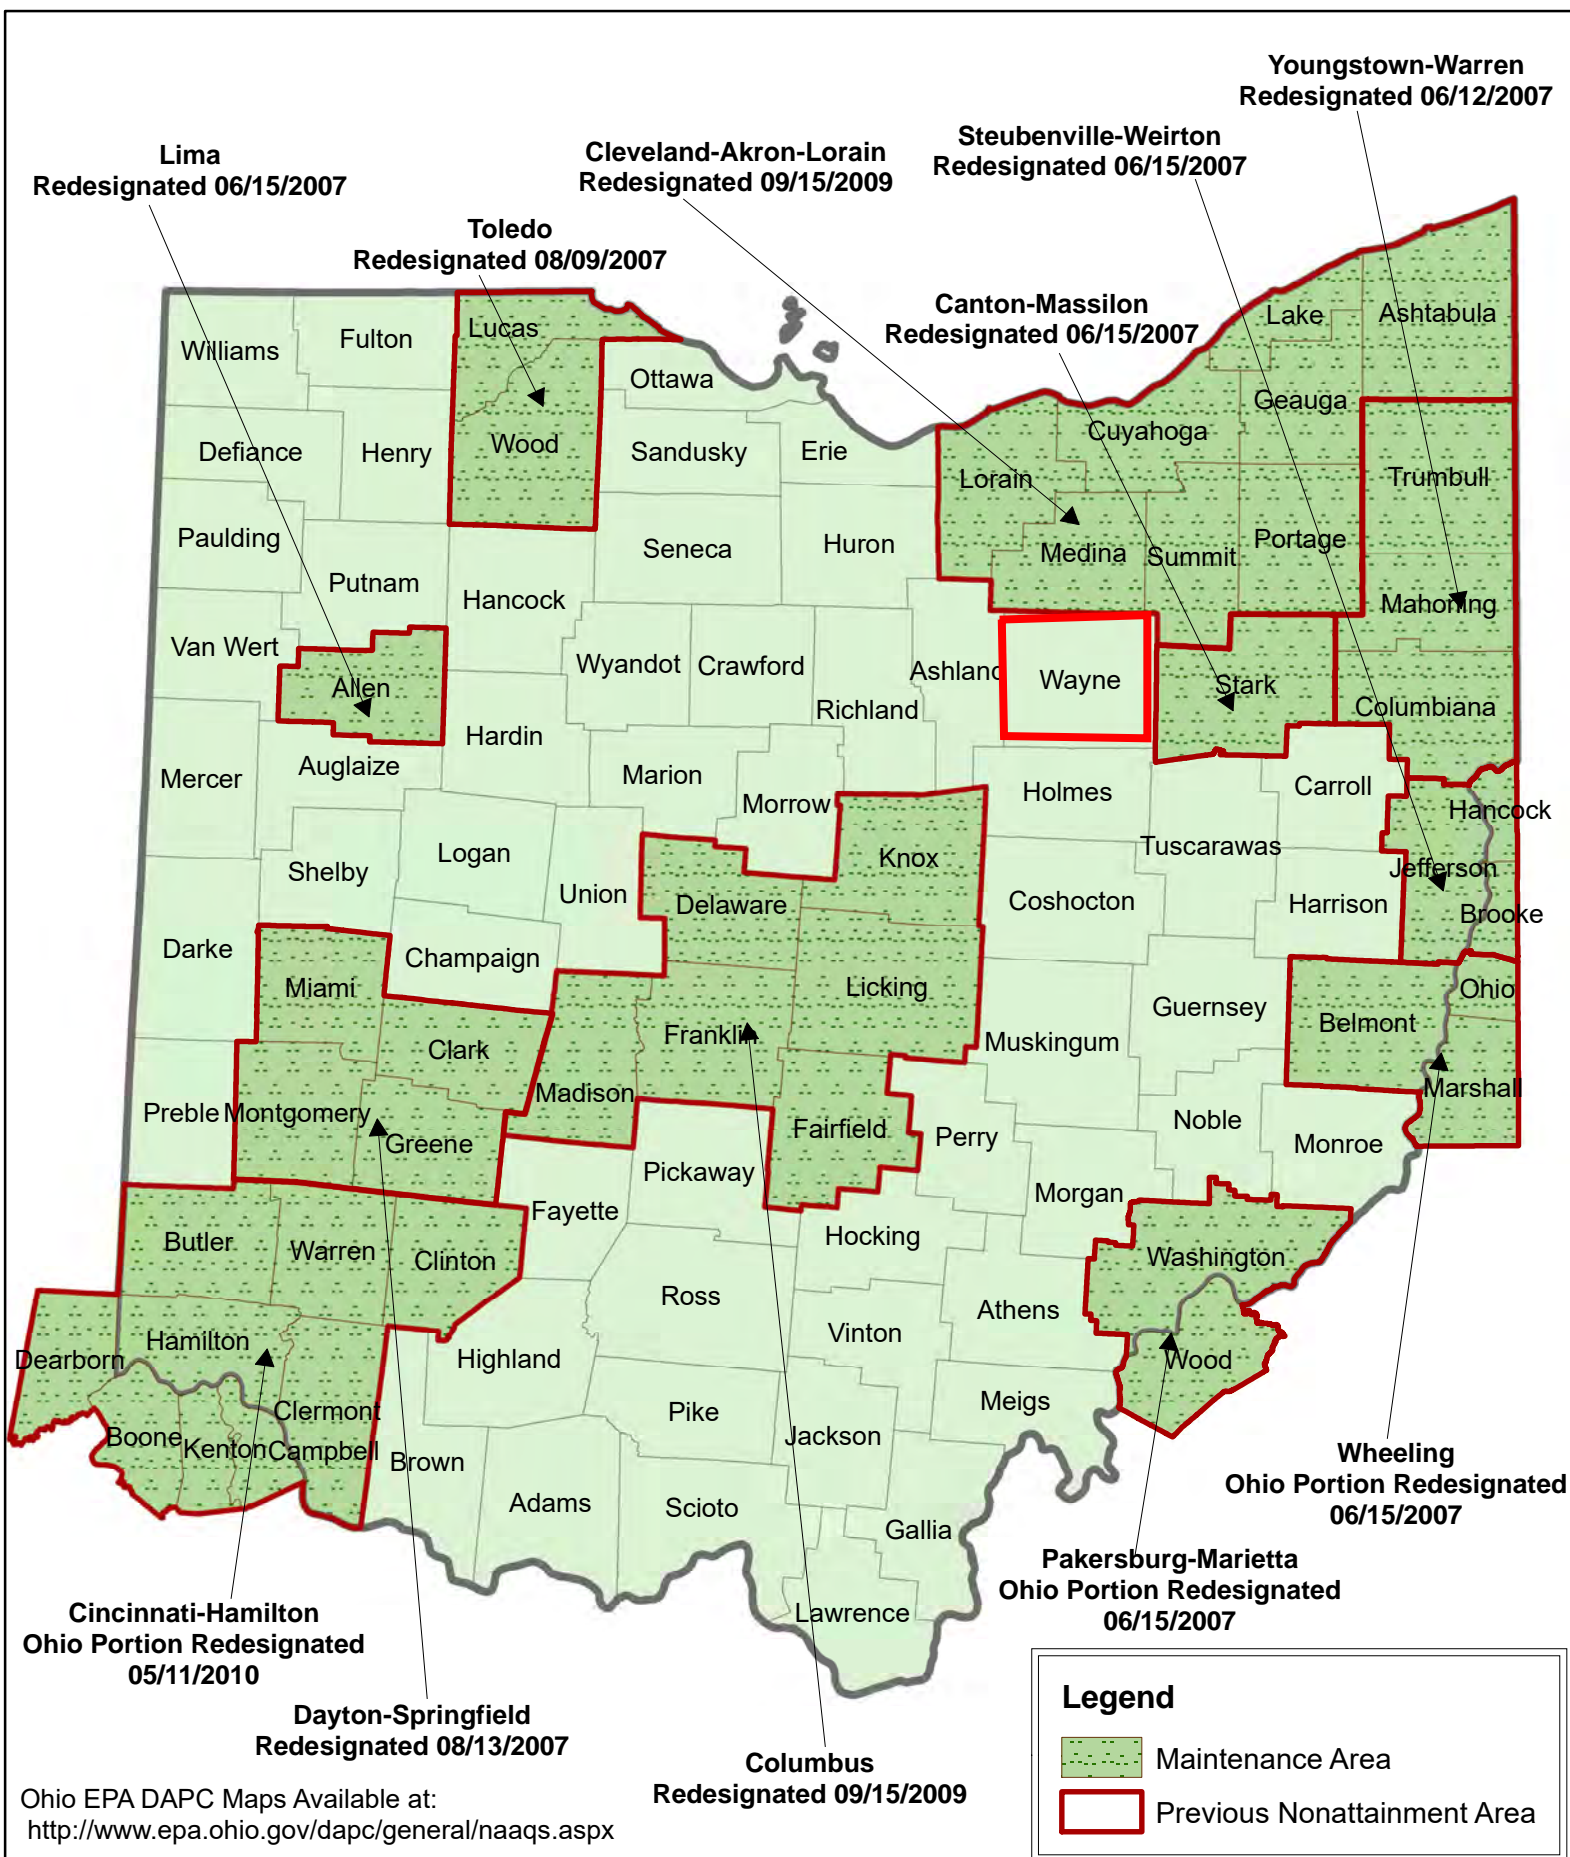 Youngstown-Warren
Redesignated 06/12/2007
Steubenville-Weirton
Redesignated 06/15/2007
Cleveland-Akron-Lorain
Redesignated 09/15/2009
Lima
Redesignated 06/15/2007
Toledo
Redesignated 08/09/2007
Canton-Massilon
Redesignated 06/15/2007
Williams
Fulton
Lucas
Ottawa
Lake
Ashtabula
Geauga
Defiance
Henry
Wood
Sandusky
Erie
Cuyahoga
Lorain
Trumbull
Paulding
Seneca
Huron
Medina
Summit
Portage
Putnam
Hancock
Mahoning
Van Wert
Allen
Wyandot
Crawford
Richland
Ashland
Wayne
Stark
Columbiana
Hardin
Auglaize
Mercer
Marion
Morrow
Holmes
Carroll
Hancock
Tuscarawas
Logan
Shelby
Knox
Jefferson
Union
Delaware
Coshocton
Harrison
Brooke
Darke
Champaign
Miami
Licking
Guernsey
Belmont
Ohio
Clark
Franklin
Muskingum
Madison
Marshall
Preble
Montgomery
Greene
Fairfield
Perry
Noble
Monroe
Pickaway
Fayette
Morgan
Butler
Warren
Clinton
Hocking
Washington
Ross
Athens
Hamilton
Dearborn
Highland
Vinton
Wood
Clermont
Pike
Meigs
Boone
Kenton
Campbell
Brown
Jackson
Adams
Scioto
Gallia
Lawrence
Wheeling
Ohio Portion Redesignated
06/15/2007
Pakersburg-Marietta
Ohio Portion Redesignated
06/15/2007
Cincinnati-Hamilton
Ohio Portion Redesignated
05/11/2010
Dayton-Springfield
Redesignated 08/13/2007
Columbus
Redesignated 09/15/2009
Legend
Maintenance Area
Previous Nonattainment Area
Ohio EPA DAPC Maps Available at:
http://www.epa.ohio.gov/dapc/general/naaqs.aspx